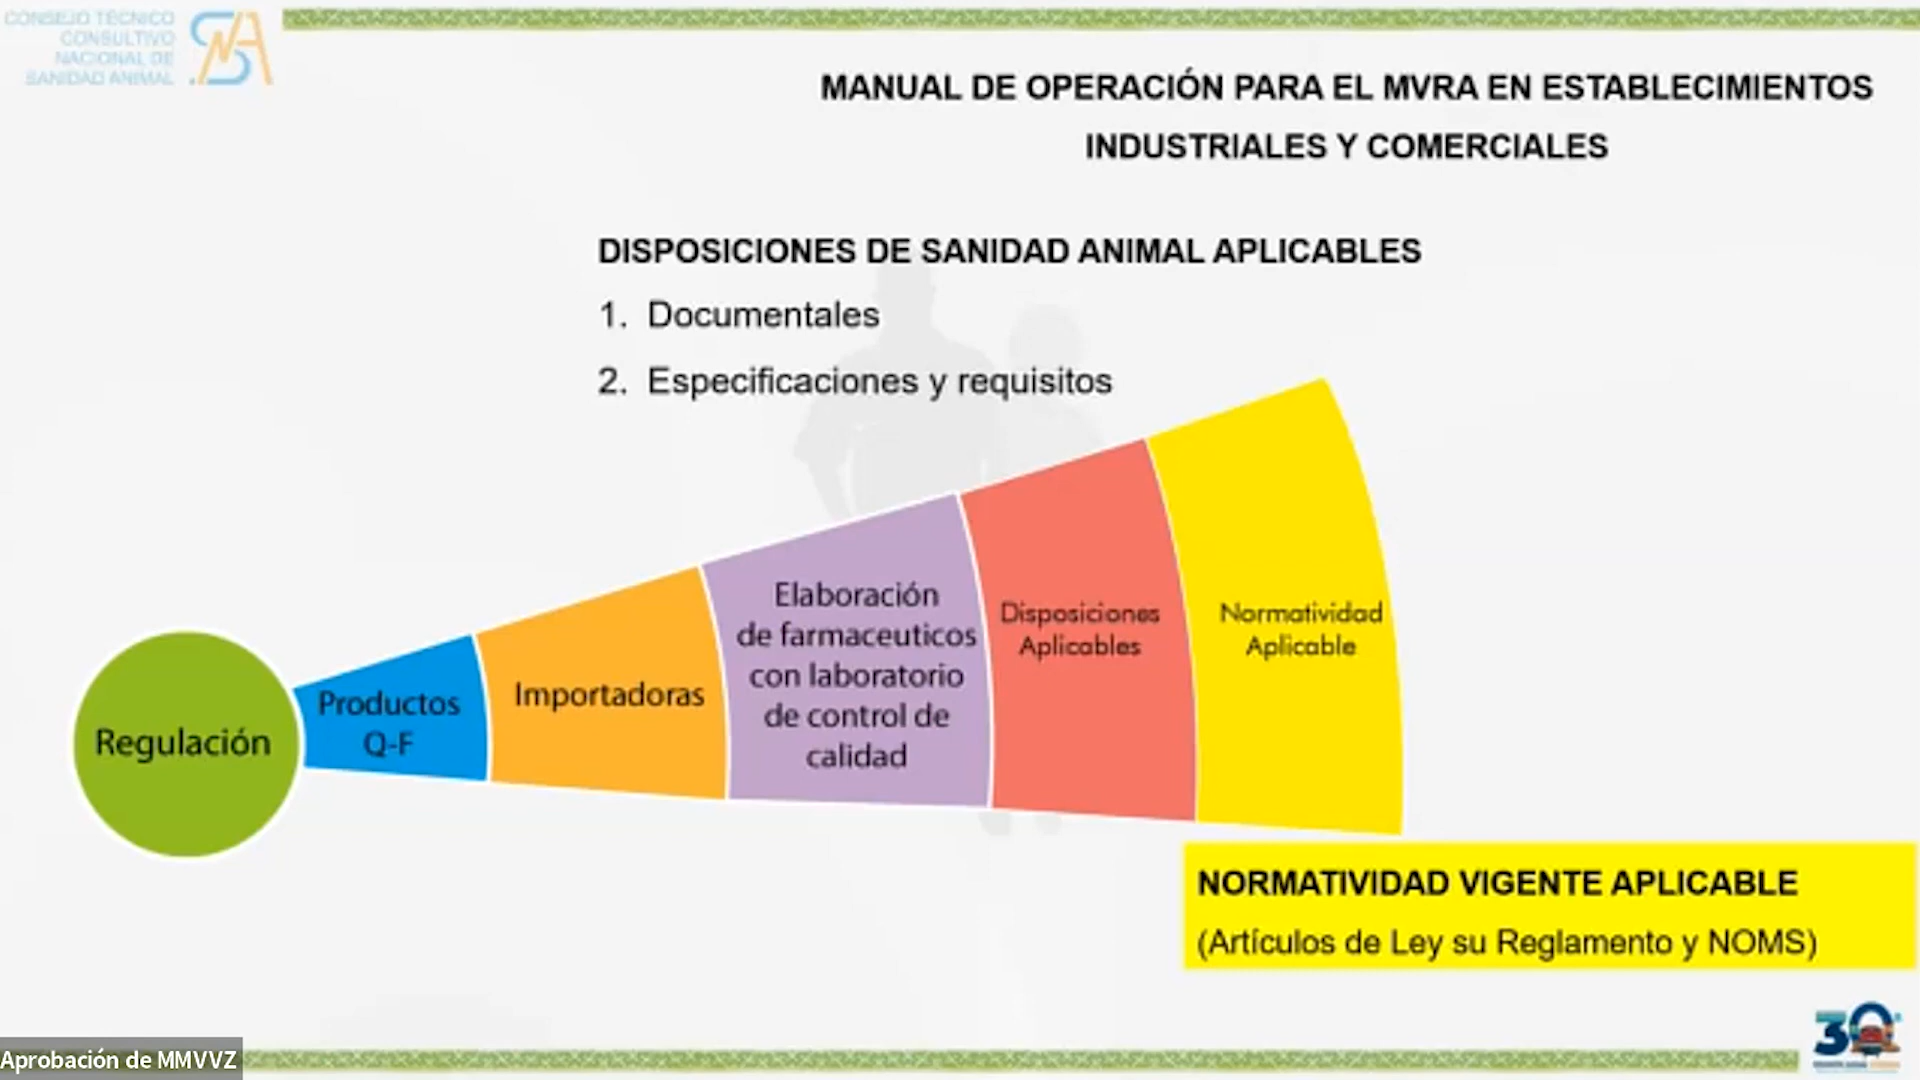 CONSEJO TÉCNICO
CONSULTIVO
NACIONAL DE
SANIDAD ANIMAL
MANUAL DE OPERACIÓN PARA EL MVRA EN ESTABLECIMIENTOS
INDUSTRIALES Y COMERCIALES
DISPOSICIONES DE SANIDAD ANIMAL APLICABLES
1. Documentales
2. Especificaciones y requisitos
Regulación
Productos
Q-F
Importadoras
Elaboración
de farmaceuticos
con laboratorio
de control de
calidad
Disposiciones
Aplicables
Normatividad
Aplicable
NORMATIVIDAD VIGENTE APLICABLE
(Artículos de Ley su Reglamento y NOMS)
30
Aprobación de MMVVZ